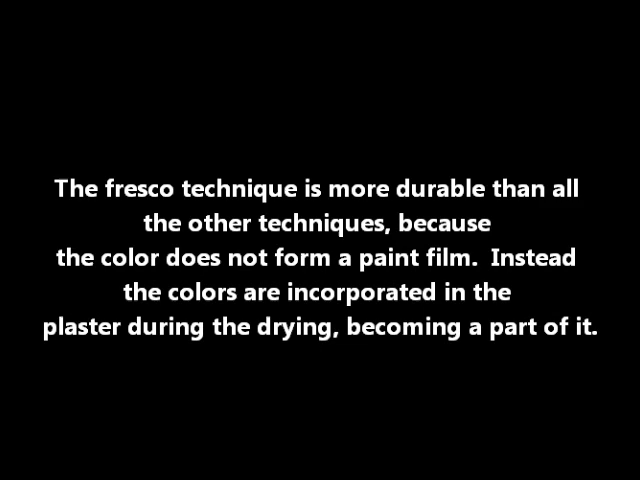 The fresco technique is more durable than all
the other techniques, because
the color does not form a paint film.  Instead
the colors are incorporated in the
plaster during the drying, becoming a part of it.